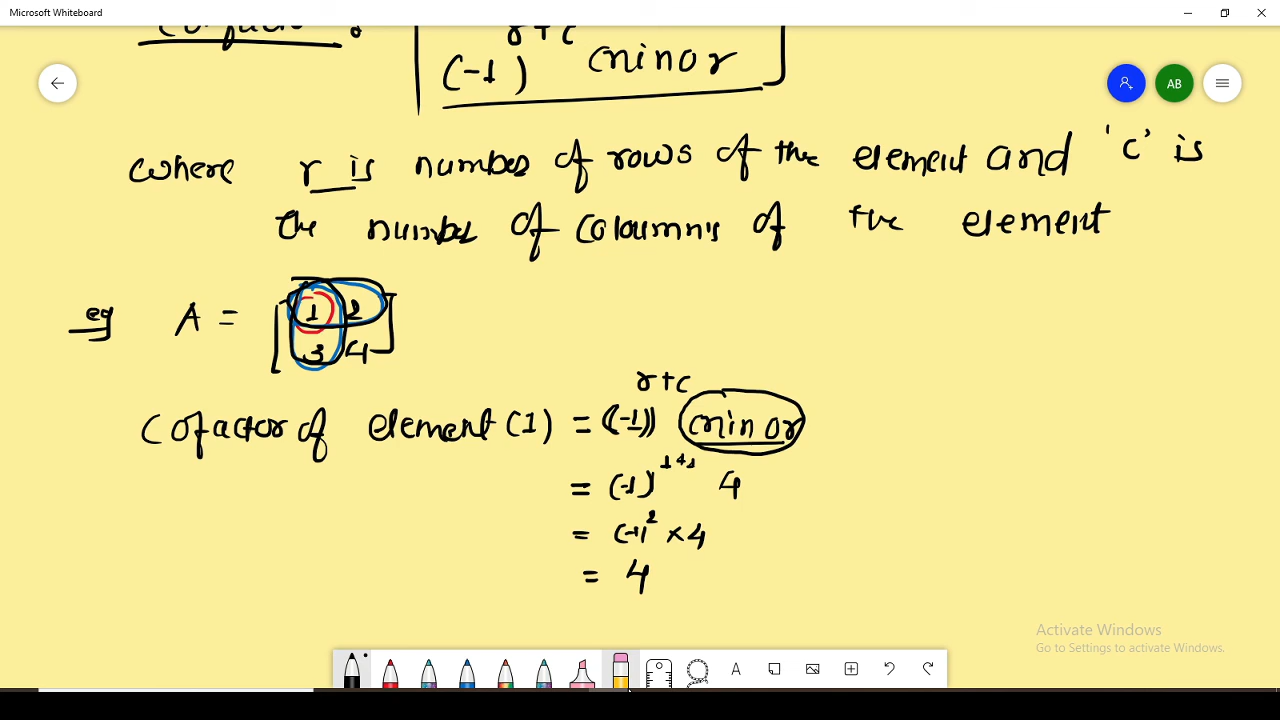 Microsoft Whiteboard
r+c
(-1) minor
AB
where r is number of rows of the element and 'c' is
the number of coloumns of the element
eg A = [1 2
3 4]
r+c
Cofactor of element (1) = ((-1)) minor
= (-1)^1+1 4
= (-1)^2 × 4
= 4
Activate Windows
Go to Settings to activate Windows.
A